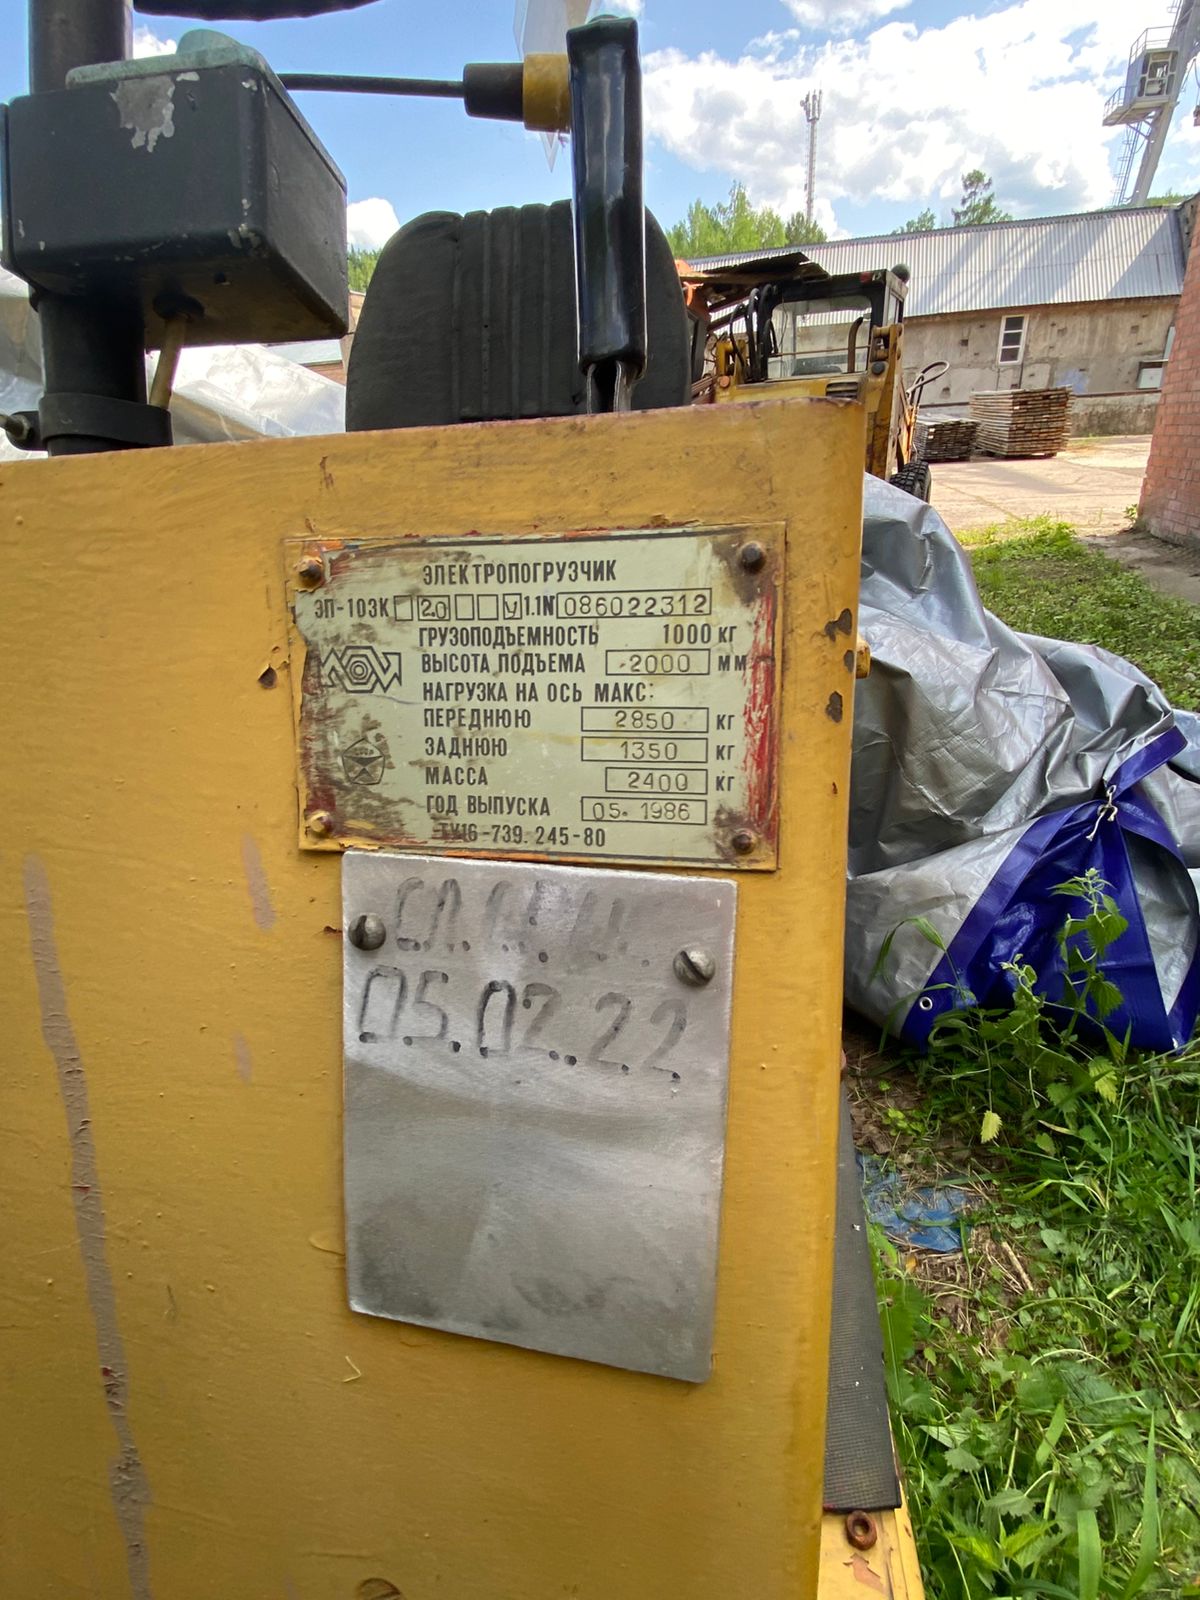 ЭЛЕКТРОПОГРУЗЧИК
ЭП-103К 20 У 1.1N 086022312
ГРУЗОПОДЪЕМНОСТЬ 1000 КГ
ВЫСОТА ПОДЪЕМА 2000 ММ
НАГРУЗКА НА ОСЬ МАКС:
ПЕРЕДНЮЮ 2850 КГ
ЗАДНЮЮ 1350 КГ
МАССА 2400 КГ
ГОД ВЫПУСКА 05. 1986
ТУ16-739.245-80
05.02.22